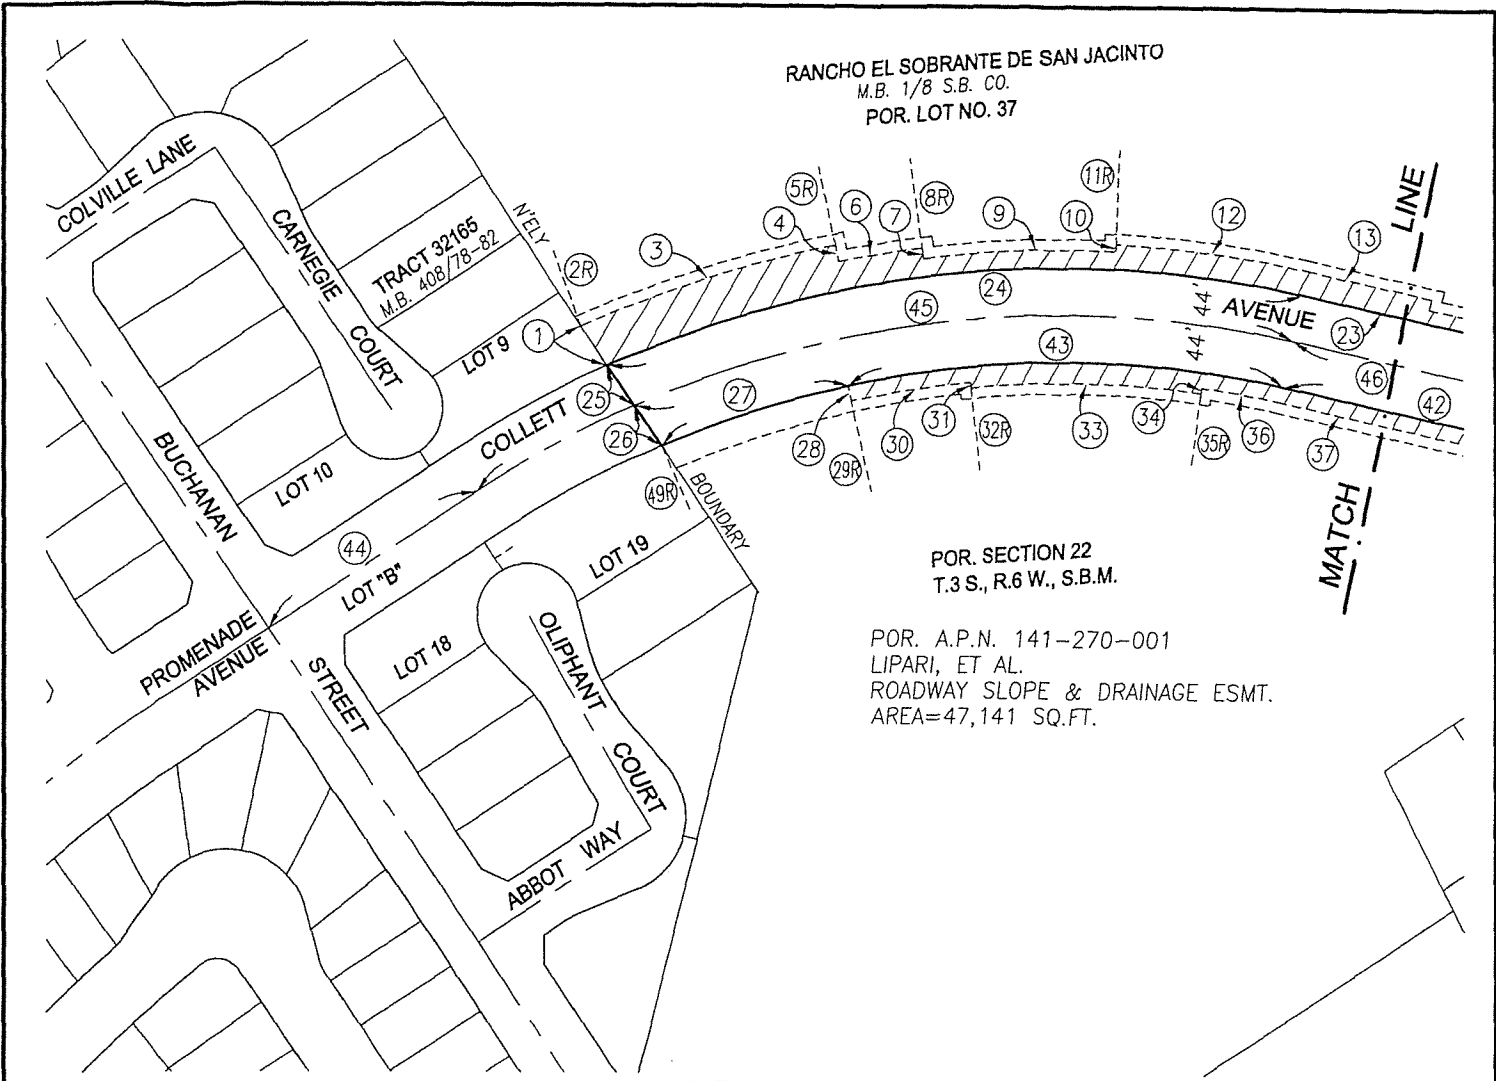 RANCHO EL SOBRANTE DE SAN JACINTO
M.B. 1/8 S.B. CO.
POR. LOT NO. 37
COLVILLE LANE
CARNEGIE COURT
TRACT 32165
M.B. 408/78-82
N'ELY
BOUNDARY
2R
3
4
5R
6
7
8R
9
10
11R
12
13
LINE
MATCH
1
LOT 9
LOT 10
COLLETT
AVENUE
24
45
44'
44'
23
43
46
42
25
26
27
28
29R
30
31
32R
33
34
35R
36
37
49R
44
BUCHANAN
STREET
LOT "B"
PROMENADE
AVENUE
LOT 19
LOT 18
OLIPHANT
COURT
ABBOT WAY
POR. SECTION 22
T.3 S., R.6 W., S.B.M.
POR. A.P.N. 141-270-001
LIPARI, ET AL.
ROADWAY SLOPE & DRAINAGE ESMT.
AREA=47,141 SQ.FT.